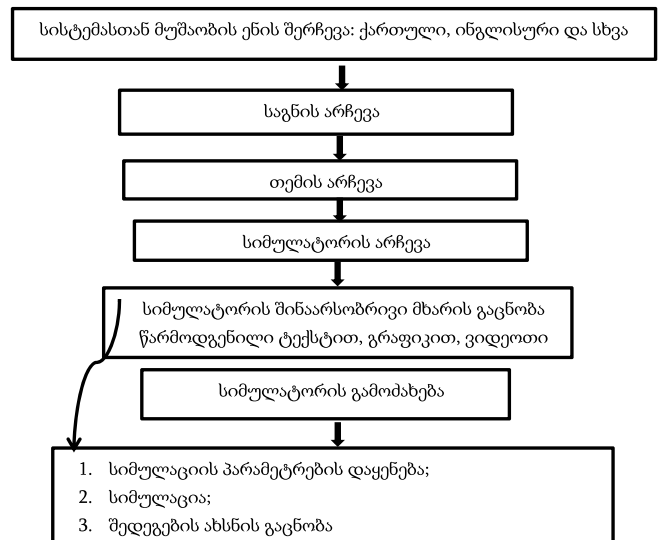 სისტემასთან მუშაობის ენის შერჩევა: ქართული, ინგლისური და სხვა
საგნის არჩევა
თემის არჩევა
სიმულატორის არჩევა
სიმულატორის შინაარსობრივი მხარის გაცნობა
წარმოდგენილი ტექსტით, გრაფიკით, ვიდეოთი
სიმულატორის გამოძახება
1. სიმულაციის პარამეტრების დაყენება;
2. სიმულაცია;
3. შედეგების ახსნის გაცნობა